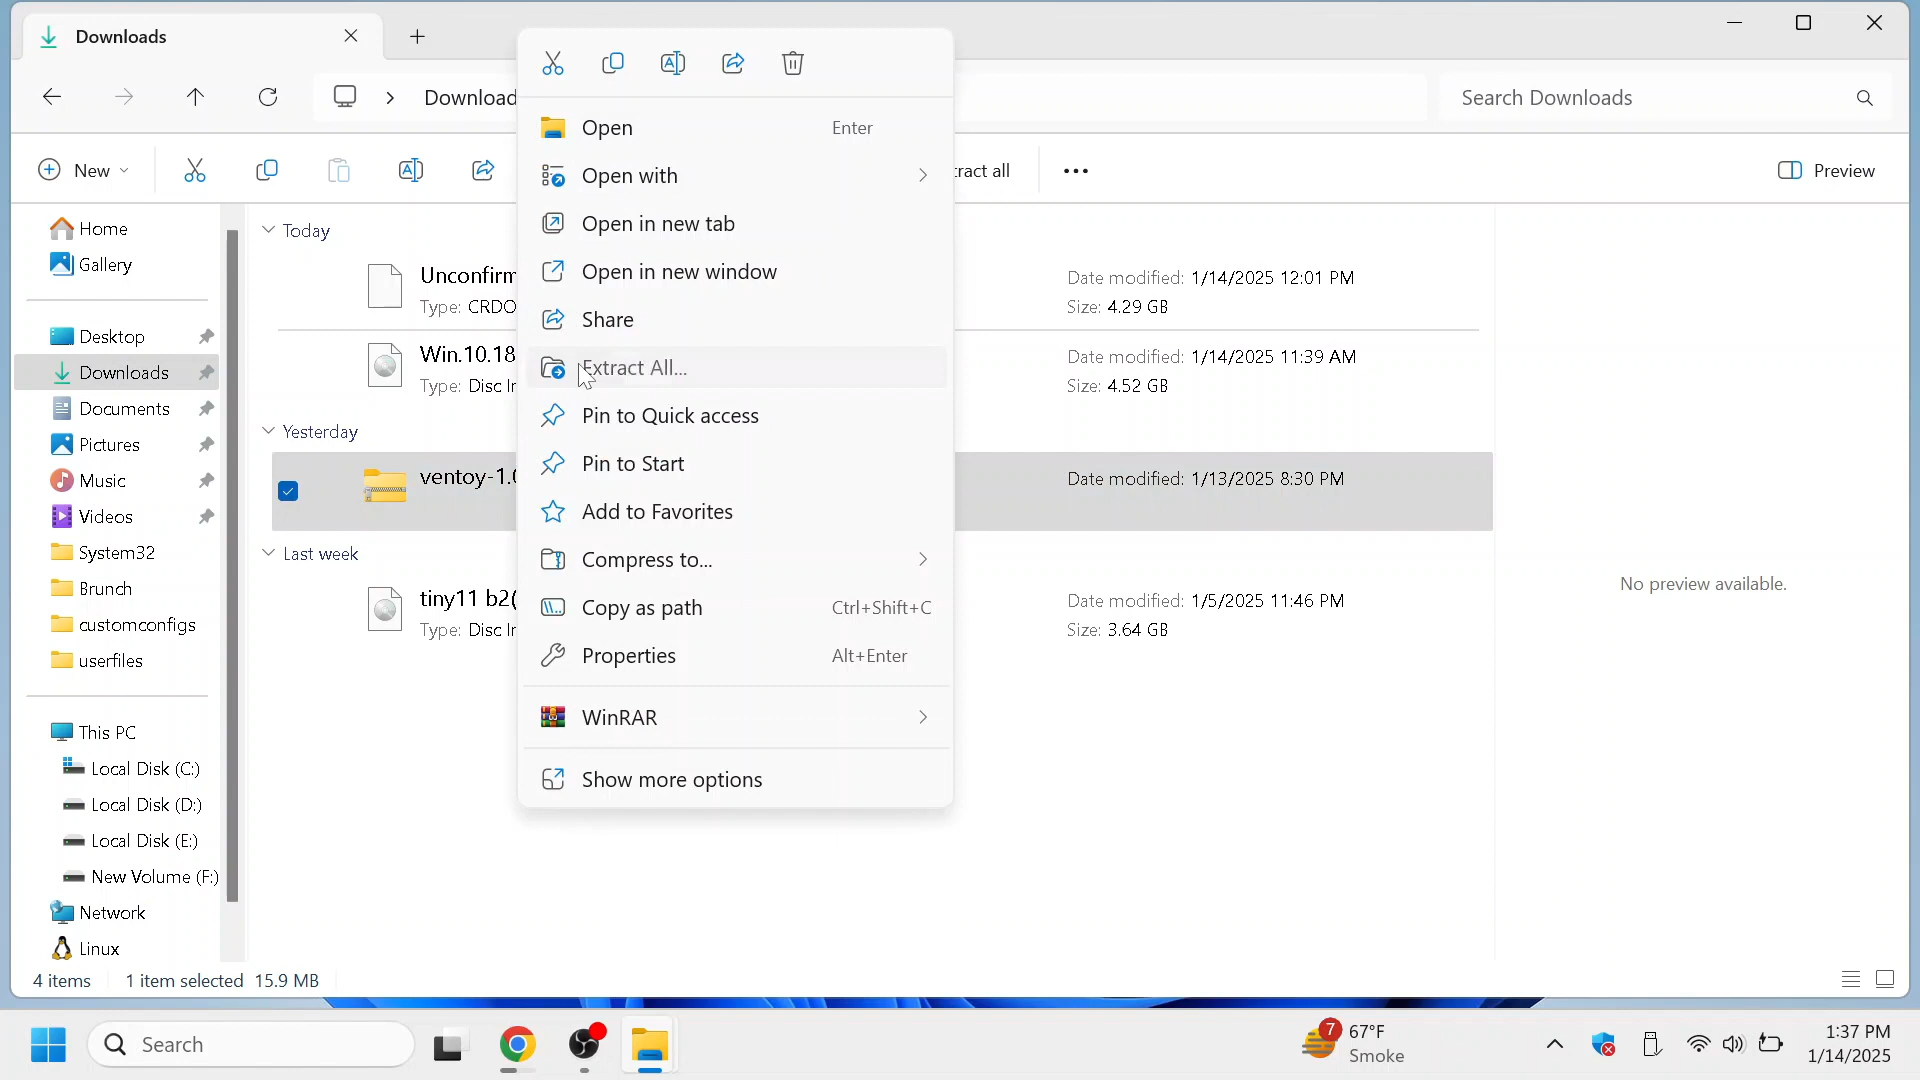 Downloads
Download
Search Downloads
New
tract all
Preview
Home
Gallery
Desktop
Downloads
Documents
Pictures
Music
Videos
System32
Brunch
customconfigs
userfiles
This PC
Local Disk (C:)
Local Disk (D:)
Local Disk (E:)
New Volume (F:)
Network
Linux
Today
Unconfirm
Type: CRDO
Date modified: 1/14/2025 12:01 PM
Size: 4.29 GB
Win.10.18
Type: Disc Ir
Date modified: 1/14/2025 11:39 AM
Size: 4.52 GB
Yesterday
ventoy-1.0
Date modified: 1/13/2025 8:30 PM
Last week
tiny11 b2(
Type: Disc Ir
Date modified: 1/5/2025 11:46 PM
Size: 3.64 GB
Open Enter
Open with
Open in new tab
Open in new window
Share
Extract All...
Pin to Quick access
Pin to Start
Add to Favorites
Compress to...
Copy as path Ctrl+Shift+C
Properties Alt+Enter
WinRAR
Show more options
No preview available.
4 items 1 item selected 15.9 MB
Search
7
67°F
Smoke
1:37 PM
1/14/2025